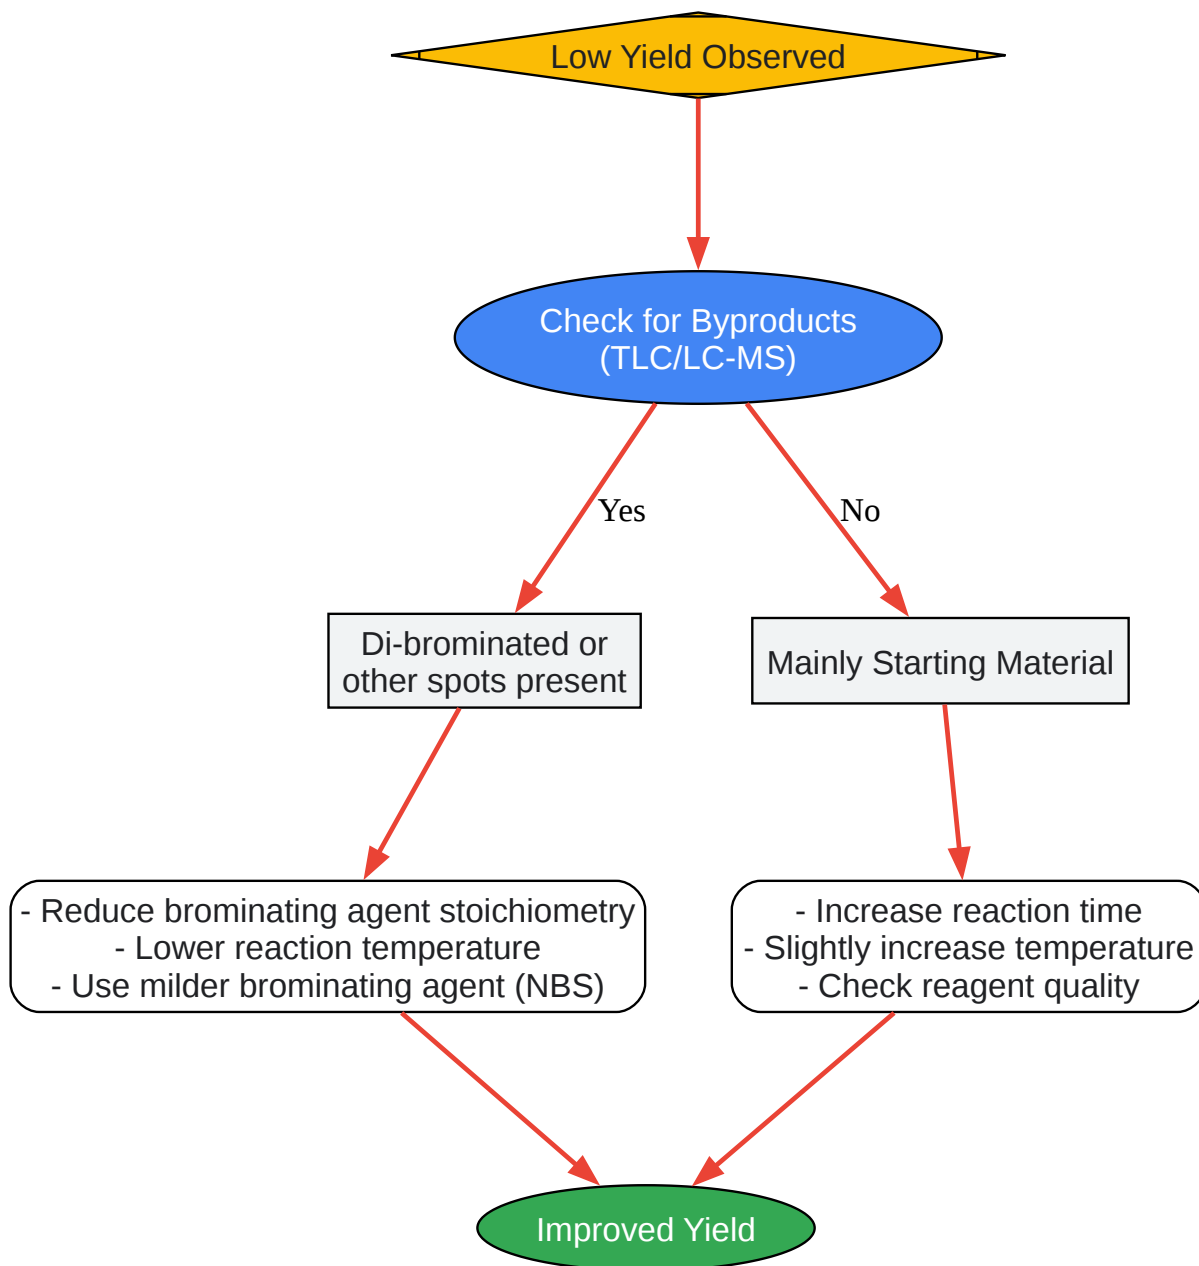 Low Yield Observed
Check for Byproducts
(TLC/LC-MS)
Yes
No
Di-brominated or
other spots present
Mainly Starting Material
- Reduce brominating agent stoichiometry
- Lower reaction temperature
- Use milder brominating agent (NBS)
- Increase reaction time
- Slightly increase temperature
- Check reagent quality
Improved Yield